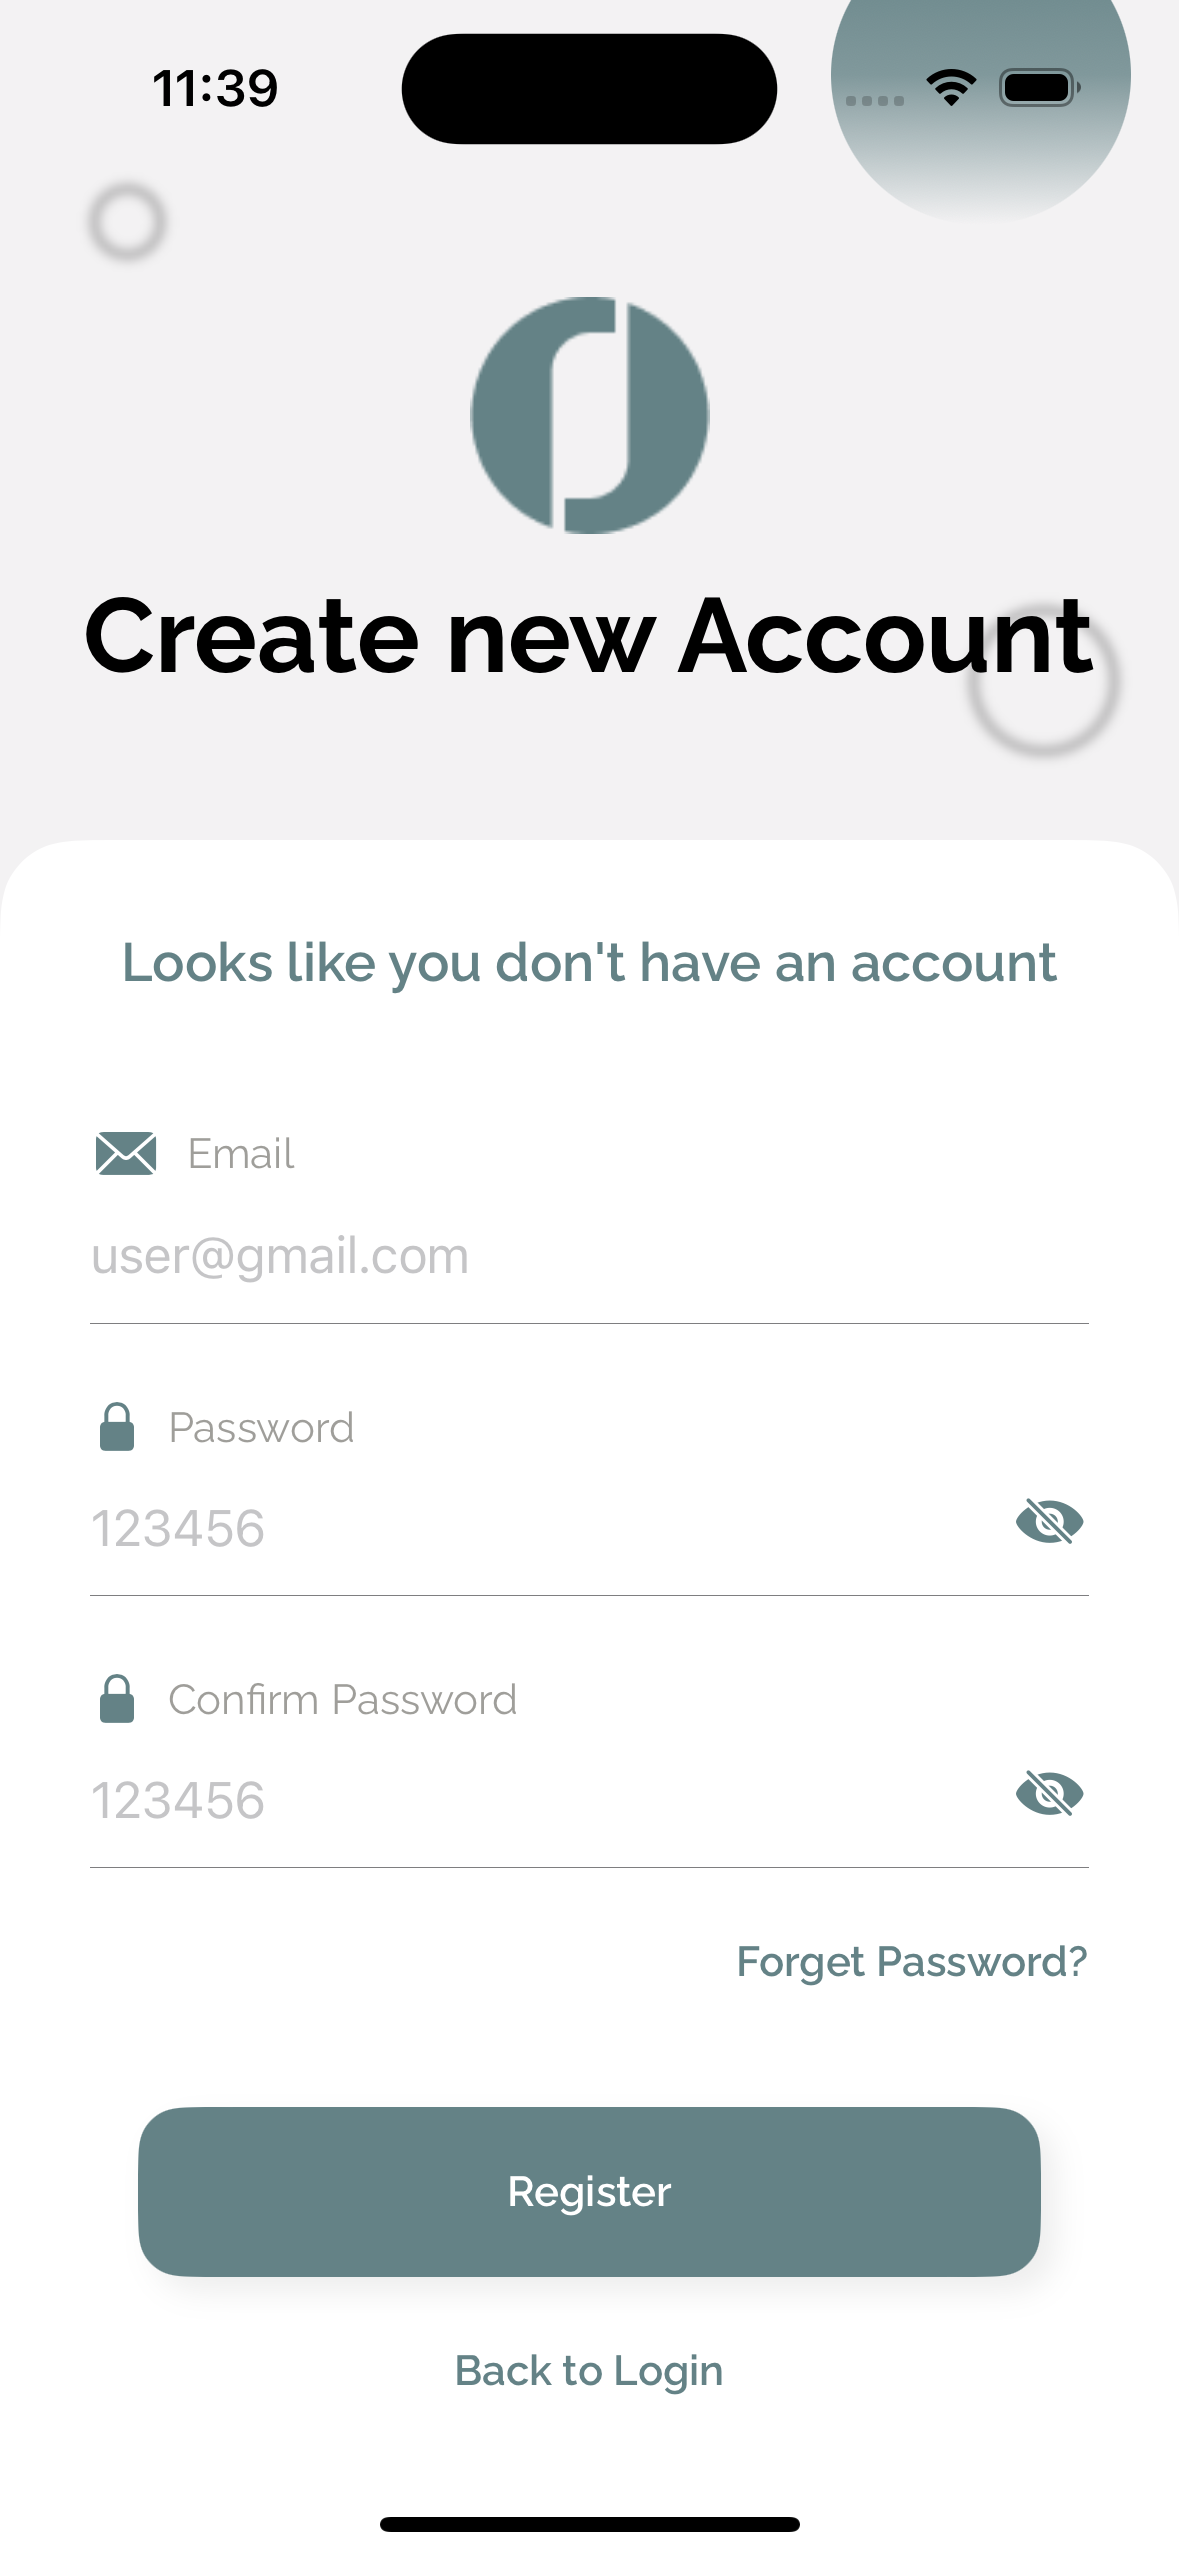 11:39
Create new Account
Looks like you don't have an account
Email
user@gmail.com
Password
123456
Confirm Password
123456
Forget Password?
Register
Back to Login